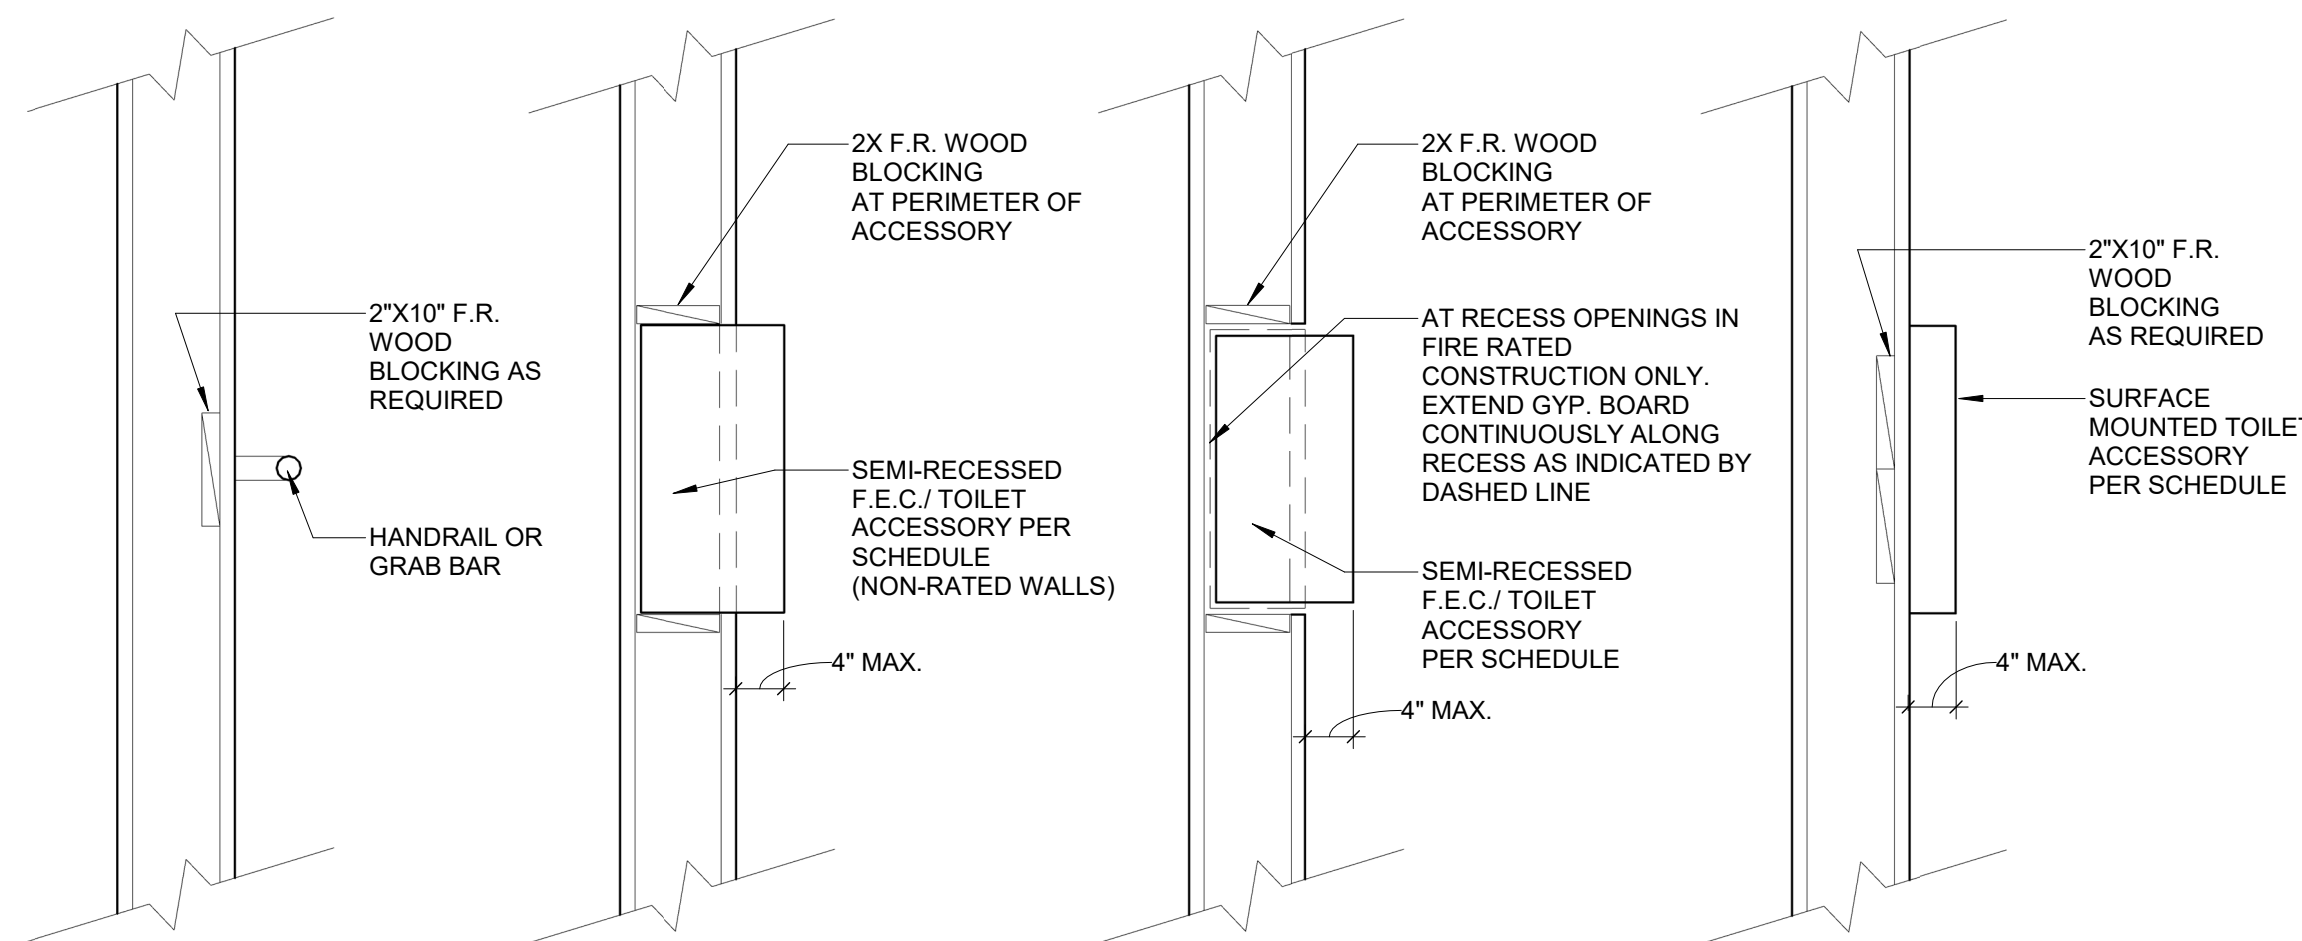 2"X10" F.R.
WOOD
BLOCKING AS
REQUIRED
HANDRAIL OR
GRAB BAR
2X F.R. WOOD
BLOCKING
AT PERIMETER OF
ACCESSORY
SEMI-RECESSED
F.E.C./ TOILET
ACCESSORY PER
SCHEDULE
(NON-RATED WALLS)
4" MAX.
2X F.R. WOOD
BLOCKING
AT PERIMETER OF
ACCESSORY
AT RECESS OPENINGS IN
FIRE RATED
CONSTRUCTION ONLY.
EXTEND GYP. BOARD
CONTINUOUSLY ALONG
RECESS AS INDICATED BY
DASHED LINE
SEMI-RECESSED
F.E.C./ TOILET
ACCESSORY
PER SCHEDULE
4" MAX.
2"X10" F.R.
WOOD
BLOCKING
AS REQUIRED
SURFACE
MOUNTED TOILET
ACCESSORY
PER SCHEDULE
4" MAX.